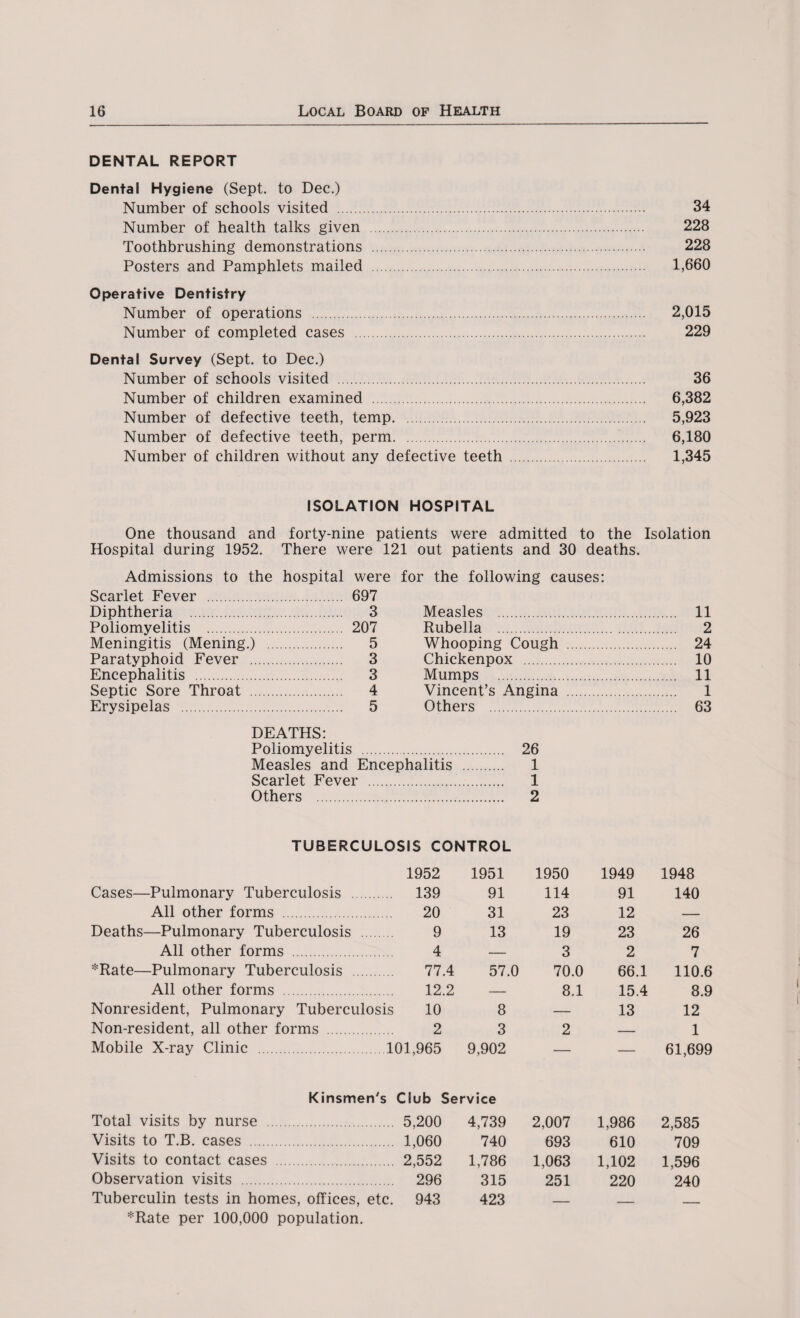 16 Local Board of Health
DENTAL REPORT
Dental Hygiene (Sept. to Dec.)
Number of schools visited 34
Number of health talks given 228
Toothbrushing demonstrations 228
Posters and Pamphlets mailed 1,660
Operative Dentistry
Number of operations 2,015
Number of completed cases 229
Dental Survey (Sept. to Dec.)
Number of schools visited 36
Number of children examined 6,382
Number of defective teeth, temp. 5,923
Number of defective teeth, perm. 6,180
Number of children without any defective teeth 1,345
ISOLATION HOSPITAL
One thousand and forty-nine patients were admitted to the Isolation
Hospital during 1952. There were 121 out patients and 30 deaths.
Admissions to the hospital were for the following causes:
Scarlet Fever 697
Diphtheria 3 Measles 11
Poliomyelitis 207 Rubella 2
Meningitis (Mening.) 5 Whooping Cough 24
Paratyphoid Fever 3 Chickenpox 10
Encephalitis 3 Mumps 11
Septic Sore Throat 4 Vincent's Angina 1
Erysipelas 5 Others 63
DEATHS:
Poliomyelitis 26
Measles and Encephalitis 1
Scarlet Fever 1
Others 2
TUBERCULOSIS CONTROL
1952 1951 1950 1949 1948
Cases—Pulmonary Tuberculosis 139 91 114 91 140
All other forms 20 31 23 12 —
Deaths—Pulmonary Tuberculosis 9 13 19 23 26
All other forms 4 — 3 2 7
*Rate—Pulmonary Tuberculosis 77.4 57.0 70.0 66.1 110.6
All other forms 12.2 — 8.1 15.4 8.9
Nonresident, Pulmonary Tuberculosis 10 8 — 13 12
Non-resident, all other forms 2 3 2 — 1
Mobile X-ray Clinic 101,965 9,902 — — 61,699
Kinsmen's Club Service
Total visits by nurse 5,200 4,739 2,007 1,986 2,585
Visits to T.B. cases 1,060 740 693 610 709
Visits to contact cases 2,552 1,786 1,063 1,102 1,596
Observation visits 296 315 251 220 240
Tuberculin tests in homes, offices, etc. 943 423 — — —
*Rate per 100,000 population.